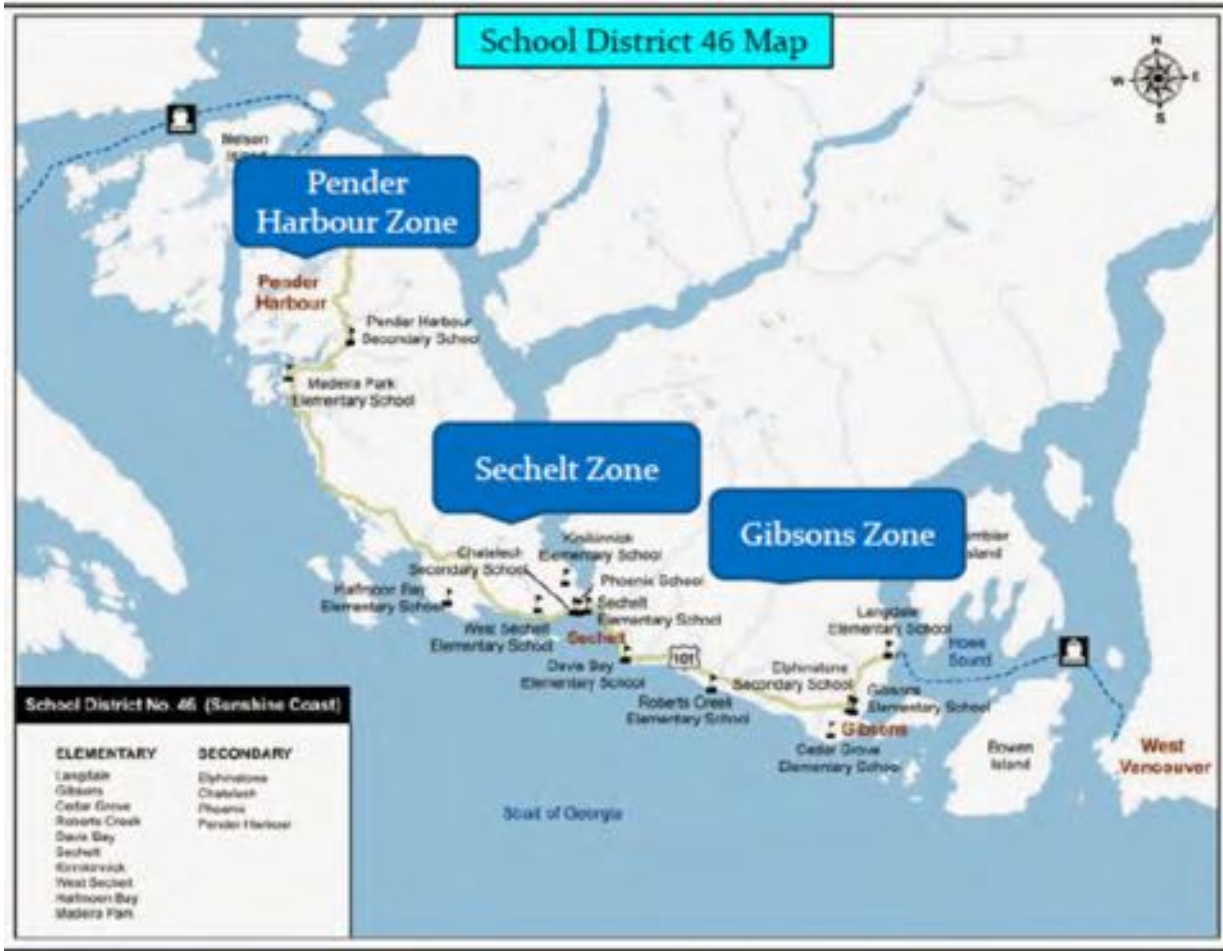 School District 46 Map
N
W
E
S
Nelson
Pender
Harbour Zone
Pender
Harbour
Pender Harbour
Secondary School
Madeira Park
Elementary School
Sechelt Zone
Gibsons Zone
Island
Kinnikinnick
Elementary School
Chatelech
Secondary School
Phoenix School
Halfmoon Bay
Elementary School
Sechelt
Elementary School
West Sechelt
Elementary School
Sechelt
Davis Bay
Elementary School
101
Langdale
Elementary School
Howe
Sound
Elphinstone
Secondary School
Roberts Creek
Elementary School
Gibsons
Elementary School
Gibsons
Cedar Grove
Elementary School
Bowen
Island
West
Vancouver
Strait of Georgia
School District No. 46 (Sunshine Coast)
ELEMENTARY
Langdale
Gibsons
Cedar Grove
Roberts Creek
Davis Bay
Sechelt
Kinnikinnick
West Sechelt
Halfmoon Bay
Madeira Park
SECONDARY
Elphinstone
Chatelech
Phoenix
Pender Harbour